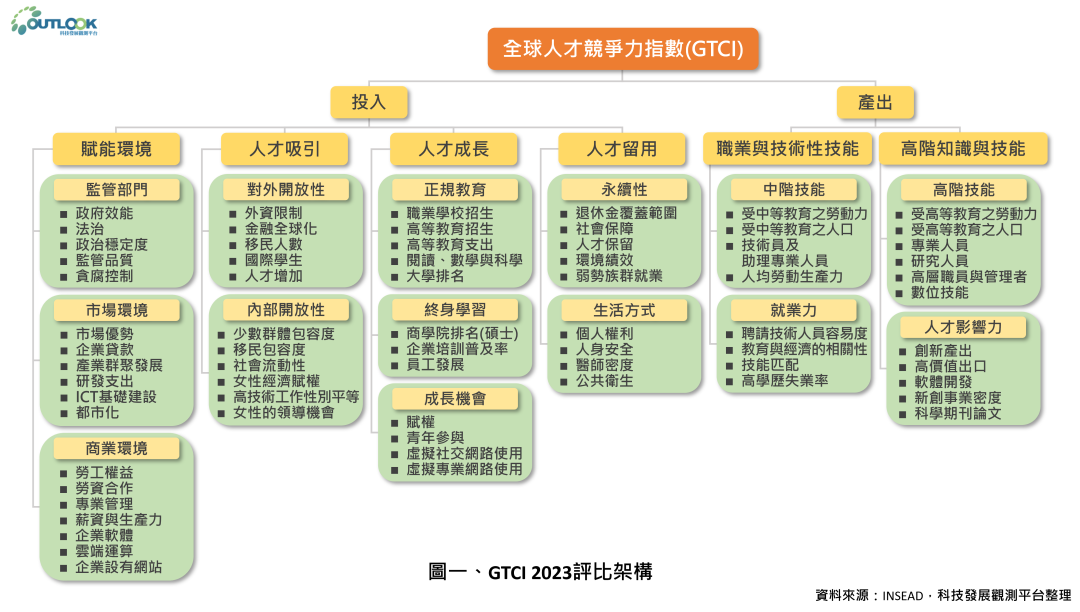 OUTLOOK
科技發展觀測平台
全球人才競爭力指數(GTCI)
投入
產出
賦能環境
人才吸引
人才成長
人才留用
職業與技術性技能
高階知識與技能
監管部門
■ 政府效能
■ 法治
■ 政治穩定度
■ 監管品質
■ 貪腐控制
市場環境
■ 市場優勢
■ 企業貸款
■ 產業群聚發展
■ 研發支出
■ ICT基礎建設
■ 都市化
商業環境
■ 勞工權益
■ 勞資合作
■ 專業管理
■ 薪資與生產力
■ 企業軟體
■ 雲端運算
■ 企業設有網站
對外開放性
■ 外資限制
■ 金融全球化
■ 移民人數
■ 國際學生
■ 人才增加
內部開放性
■ 少數群體包容度
■ 移民包容度
■ 社會流動性
■ 女性經濟賦權
■ 高技術工作性別平等
■ 女性的領導機會
正規教育
■ 職業學校招生
■ 高等教育招生
■ 高等教育支出
■ 閱讀、數學與科學
■ 大學排名
終身學習
■ 商學院排名(碩士)
■ 企業培訓普及率
■ 員工發展
成長機會
■ 賦權
■ 青年參與
■ 虛擬社交網路使用
■ 虛擬專業網路使用
永續性
■ 退休金覆蓋範圍
■ 社會保障
■ 人才保留
■ 環境績效
■ 弱勢族群就業
生活方式
■ 個人權利
■ 人身安全
■ 醫師密度
■ 公共衛生
中階技能
■ 受中等教育之勞動力
■ 受中等教育之人口
■ 技術員及
助理專業人員
■ 人均勞動生產力
就業力
■ 聘請技術人員容易度
■ 教育與經濟的相關性
■ 技能匹配
■ 高學歷失業率
高階技能
■ 受高等教育之勞動力
■ 受高等教育之人口
■ 專業人員
■ 研究人員
■ 高層職員與管理者
■ 數位技能
人才影響力
■ 創新產出
■ 高價值出口
■ 軟體開發
■ 新創事業密度
■ 科學期刊論文
圖一、GTCI 2023評比架構
資料來源：INSEAD，科技發展觀測平台整理